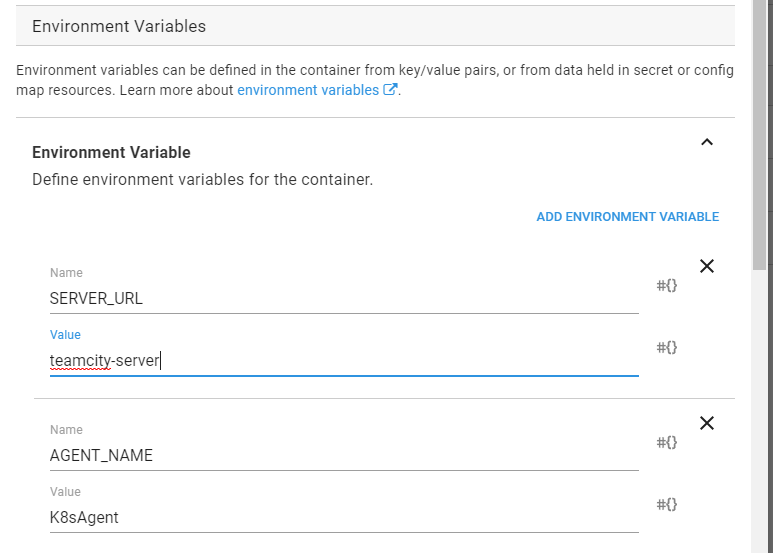 Environment Variables
Environment variables can be defined in the container from key/value pairs, or from data held in secret or config
map resources. Learn more about environment variables.
Environment Variable
Define environment variables for the container.
ADD ENVIRONMENT VARIABLE
Name
SERVER_URL
#{}
Value
teamcity-server
#{}
Name
AGENT_NAME
#{}
Value
K8sAgent
#{}